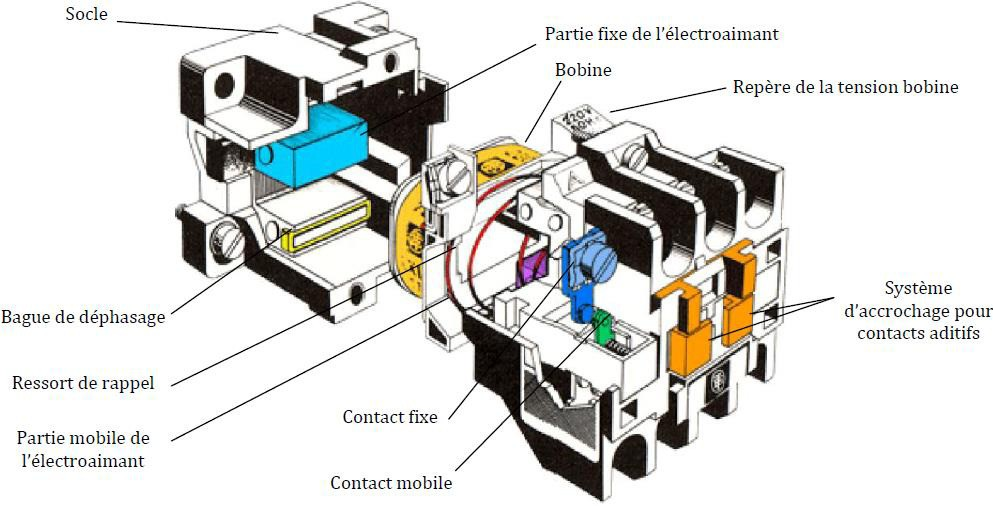 Socle
Partie fixe de l'électroaimant
Bobine
Repère de la tension bobine
220V
Bague de déphasage
Système
d'accrochage pour
contacts aditifs
Ressort de rappel
Contact fixe
Partie mobile de
l'électroaimant
Contact mobile